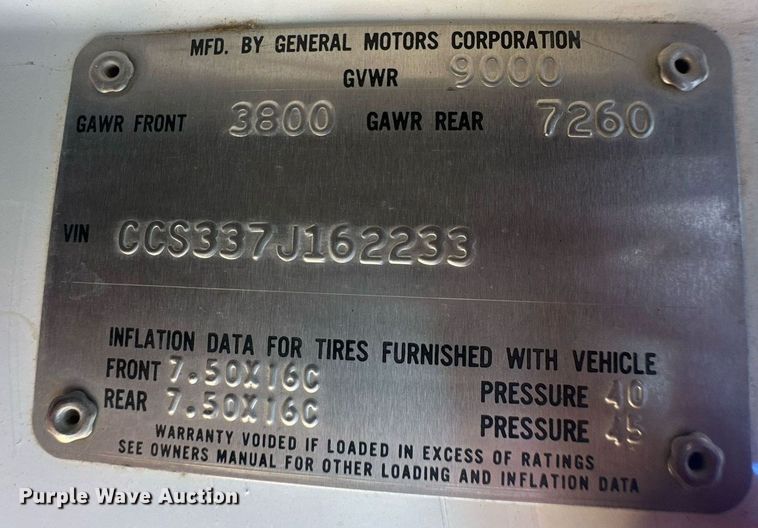 MFD. BY GENERAL MOTORS CORPORATION
GVWR 9000
GAWR FRONT 3800 GAWR REAR 7260
VIN CCS337J162233
INFLATION DATA FOR TIRES FURNISHED WITH VEHICLE
FRONT 7.50X16C PRESSURE 40
REAR 7.50X16C PRESSURE 45
WARRANTY VOIDED IF LOADED IN EXCESS OF RATINGS
SEE OWNERS MANUAL FOR OTHER LOADING AND INFLATION DATA
Purple Wave Auction